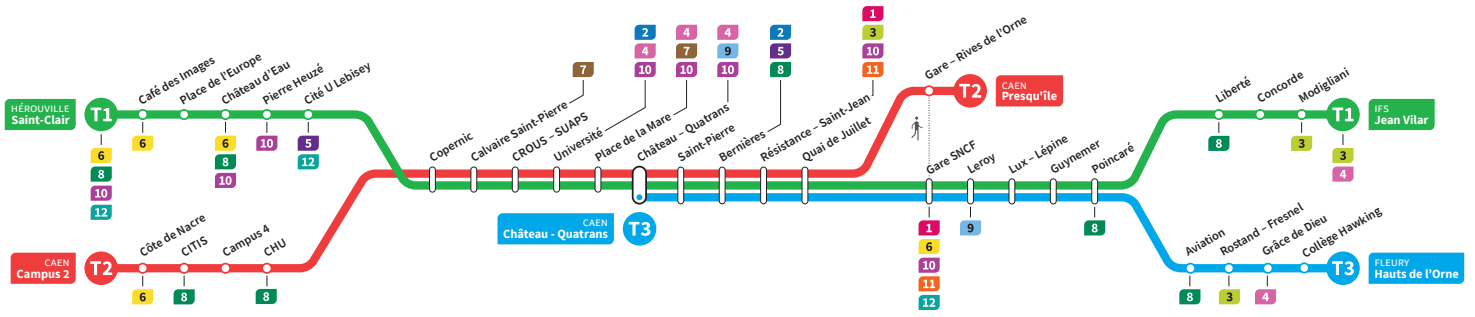 HÉROUVILLE
Saint-Clair
T1
6
8
10
12
Café des Images
6
Place de l'Europe
Château d'Eau
6
8
10
Pierre Heuzé
10
Cité U Lebisey
5
12
CAEN
Campus 2
T2
Côte de Nacre
6
CITIS
8
Campus 4
CHU
8
Copernic
Calvaire Saint-Pierre
7
CROUS – SUAPS
Université
2
4
10
Place de la Mare
4
7
10
Château – Quatrans
4
9
10
CAEN
Château - Quatrans
T3
Saint-Pierre
Bernières
2
5
8
Résistance – Saint-Jean
1
3
10
11
Quai de Juillet
Gare – Rives de l'Orne
T2
CAEN
Presqu'île
Gare SNCF
1
6
10
11
12
Leroy
9
Lux – Lépine
Guynemer
Poincaré
8
Liberté
8
Concorde
Modigliani
3
T1
3
4
IFS
Jean Vilar
Aviation
8
Rostand – Fresnel
3
Grâce de Dieu
4
Collège Hawking
T3
FLEURY
Hauts de l'Orne